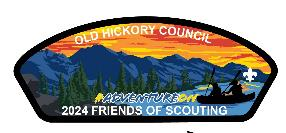 OLD HICKORY COUNCIL
#ADVENTUREON
2024 FRIENDS OF SCOUTING